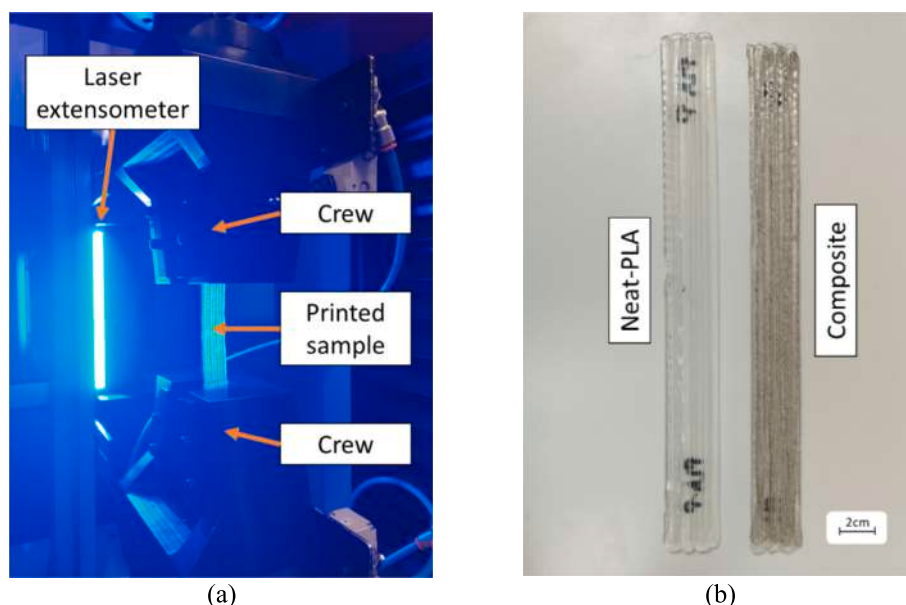 Laser
extensometer
Crew
Printed
sample
Crew
Neat-PLA
Composite
2cm
(a)
(b)